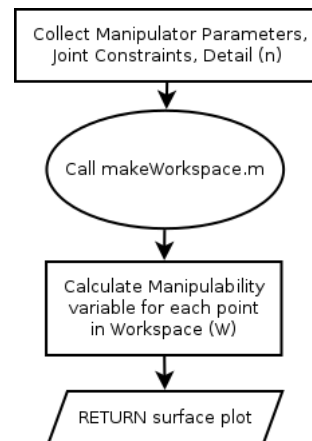 Collect Manipulator Parameters,
Joint Constraints, Detail (n)
Call makeWorkspace.m
Calculate Manipulability
variable for each point
in Workspace (W)
RETURN surface plot